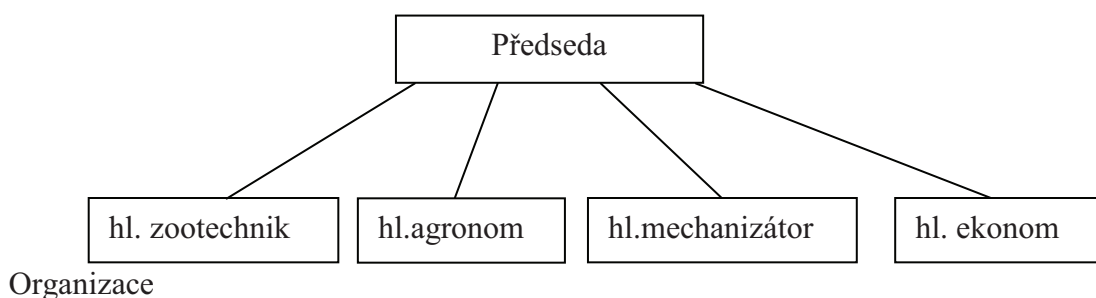 Předseda
hl. zootechnik
hl.agronom
hl.mechanizátor
hl. ekonom
Organizace